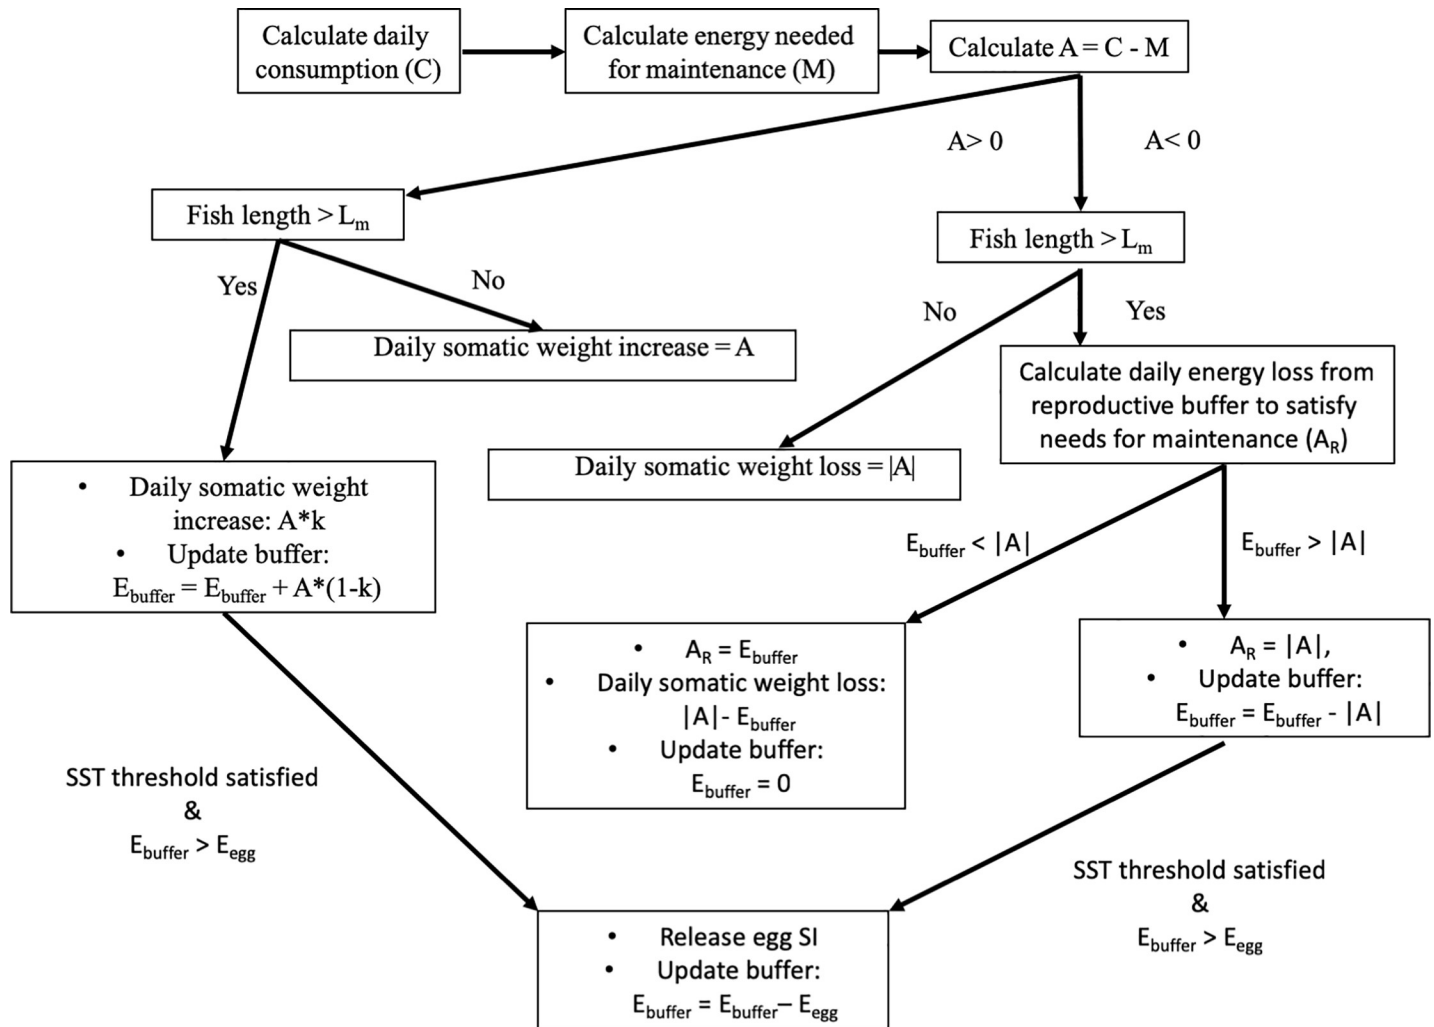 Calculate daily
consumption (C)
Calculate energy needed
for maintenance (M)
Calculate A = C - M
A> 0
A< 0
Fish length > Lm
Fish length > Lm
Yes
No
No
Yes
Daily somatic weight increase = A
Calculate daily energy loss from
reproductive buffer to satisfy
needs for maintenance (AR)
Daily somatic weight loss = |A|
• Daily somatic weight
increase: A*k
• Update buffer:
Ebuffer = Ebuffer + A*(1-k)
Ebuffer < |A|
Ebuffer > |A|
• AR = Ebuffer
• Daily somatic weight loss:
|A|- Ebuffer
• Update buffer:
Ebuffer = 0
• AR = |A|,
• Update buffer:
Ebuffer = Ebuffer - |A|
SST threshold satisfied
&
Ebuffer > Eegg
SST threshold satisfied
&
Ebuffer > Eegg
• Release egg SI
• Update buffer:
Ebuffer = Ebuffer– Eegg